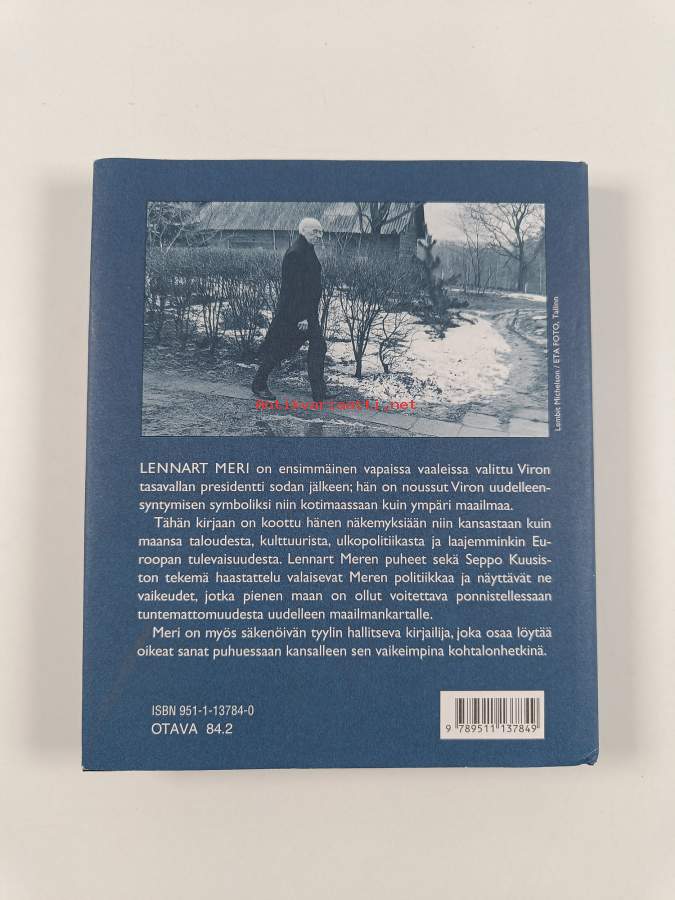 Lembit Michelson / ETA FOTO, Tallinn
Antikvariaatti.net
LENNART MERI on ensimmäinen vapaissa vaaleissa valittu Viron
tasavallan presidentti sodan jälkeen; hän on noussut Viron uudelleen-
syntymisen symboliksi niin kotimaassaan kuin ympäri maailmaa.
Tähän kirjaan on koottu hänen näkemyksiään niin kansastaan kuin
maansa taloudesta, kulttuurista, ulkopolitiikasta ja laajemminkin Eu-
roopan tulevaisuudesta. Lennart Meren puheet sekä Seppo Kuusis-
ton tekemä haastattelu valaisevat Meren politiikkaa ja näyttävät ne
vaikeudet, jotka pienen maan on ollut voitettava ponnistellessaan
tuntemattomuudesta uudelleen maailmankartalle.
Meri on myös säkenöivän tyylin hallitseva kirjailija, joka osaa löytää
oikeat sanat puhuessaan kansalleen sen vaikeimpina kohtalonhetkinä.
ISBN 951-1-13784-0
OTAVA 84.2
9 789511 137849